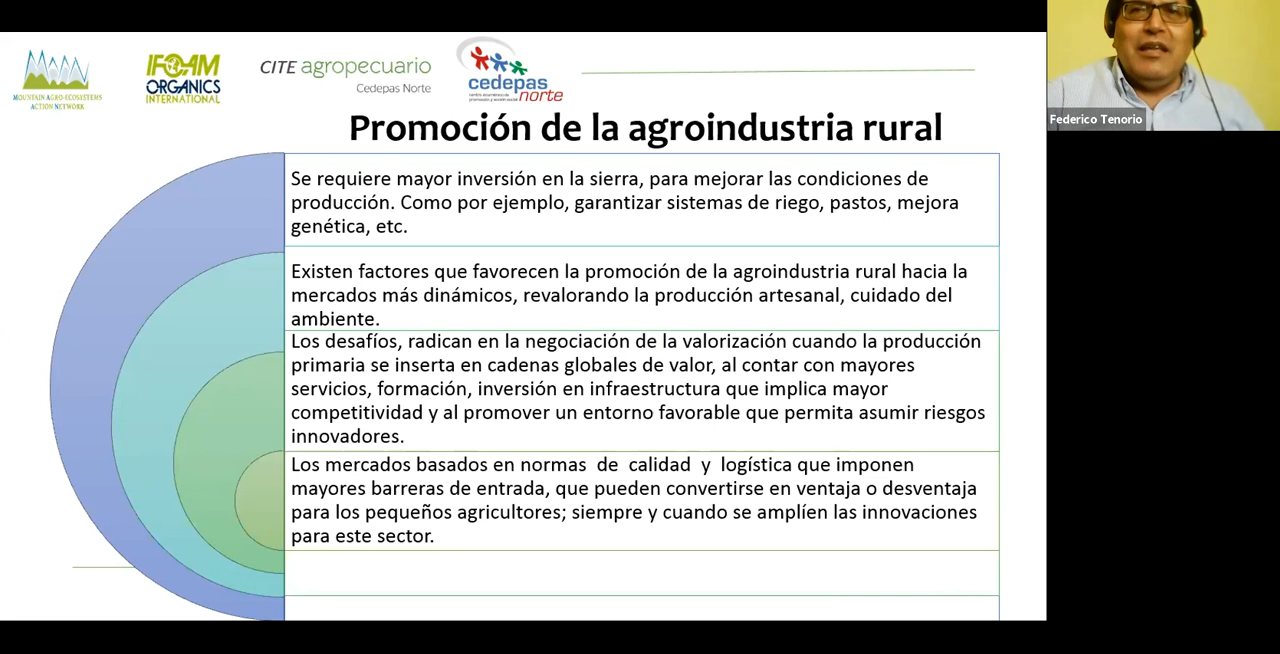 MOUNTAIN AGRO-ECOSYSTEMS
ACTION NETWORK
IFOAM
ORGANICS
INTERNATIONAL
CITE agropecuario
Cedepas Norte
cedepas
norte
Federico Tenorio
Promoción de la agroindustria rural
Se requiere mayor inversión en la sierra, para mejorar las condiciones de
producción. Como por ejemplo, garantizar sistemas de riego, pastos, mejora
genética, etc.
Existen factores que favorecen la promoción de la agroindustria rural hacia la
mercados más dinámicos, revalorando la producción artesanal, cuidado del
ambiente.
Los desafíos, radican en la negociación de la valorización cuando la producción
primaria se inserta en cadenas globales de valor, al contar con mayores
servicios, formación, inversión en infraestructura que implica mayor
competitividad y al promover un entorno favorable que permita asumir riesgos
innovadores.
Los mercados basados en normas de calidad y logística que imponen
mayores barreras de entrada, que pueden convertirse en ventaja o desventaja
para los pequeños agricultores; siempre y cuando se amplíen las innovaciones
para este sector.